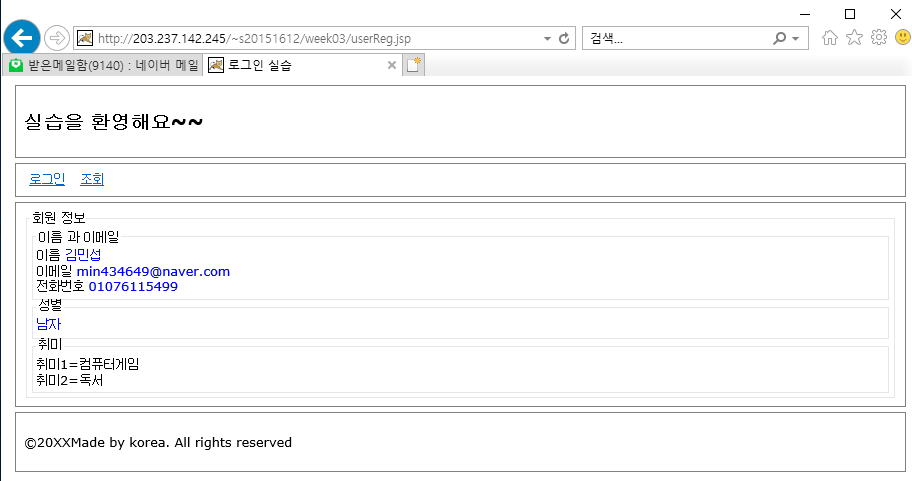 http://203.237.142.245/~s20151612/week03/userReg.jsp
검색...
받은메일함(9140) : 네이버 메일
로그인 실습
실습을 환영해요~~
로그인 조회
회원 정보
이름 과 이메일
이름 김민섭
이메일 min434649@naver.com
전화번호 01076115499
성별
남자
취미
취미1=컴퓨터게임
취미2=독서
©20XXMade by korea. All rights reserved